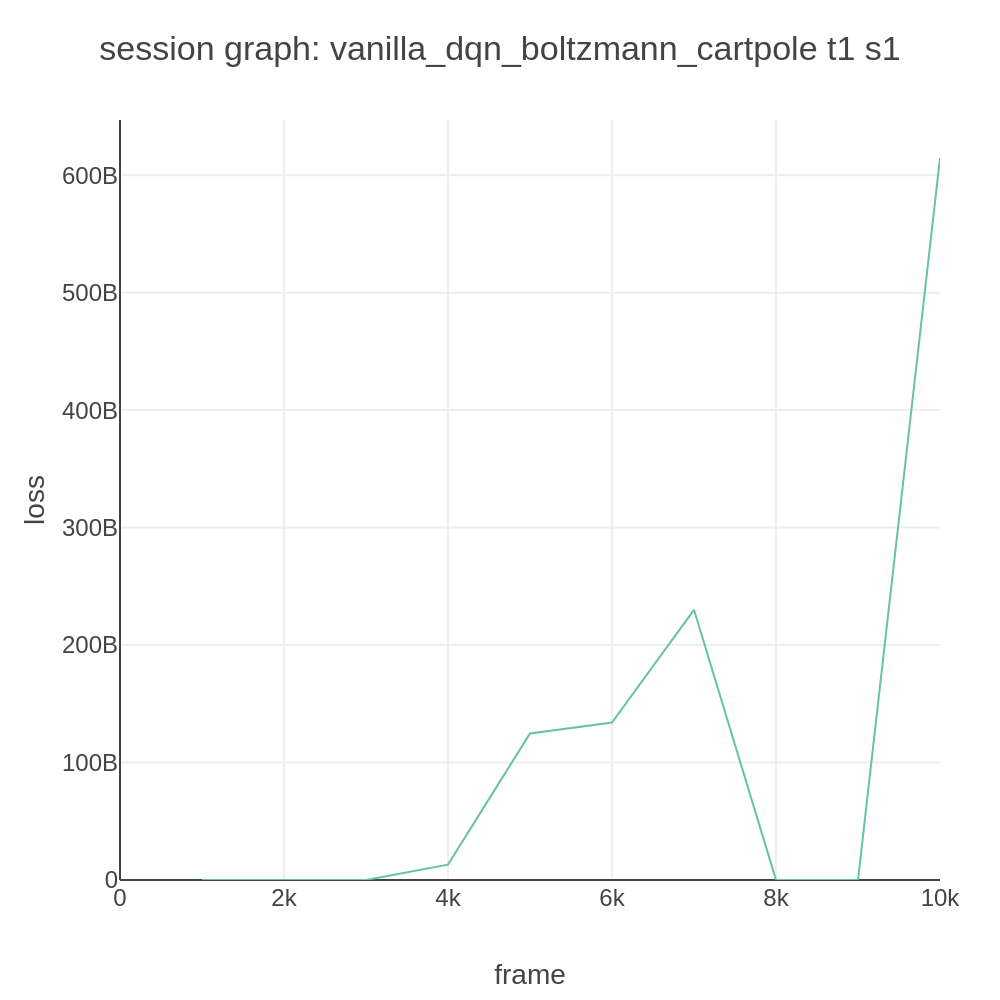 session graph: vanilla_dqn_boltzmann_cartpole t1 s1
600B
500B
400B
300B
200B
100B
0
loss
0 2k 4k 6k 8k 10k
frame